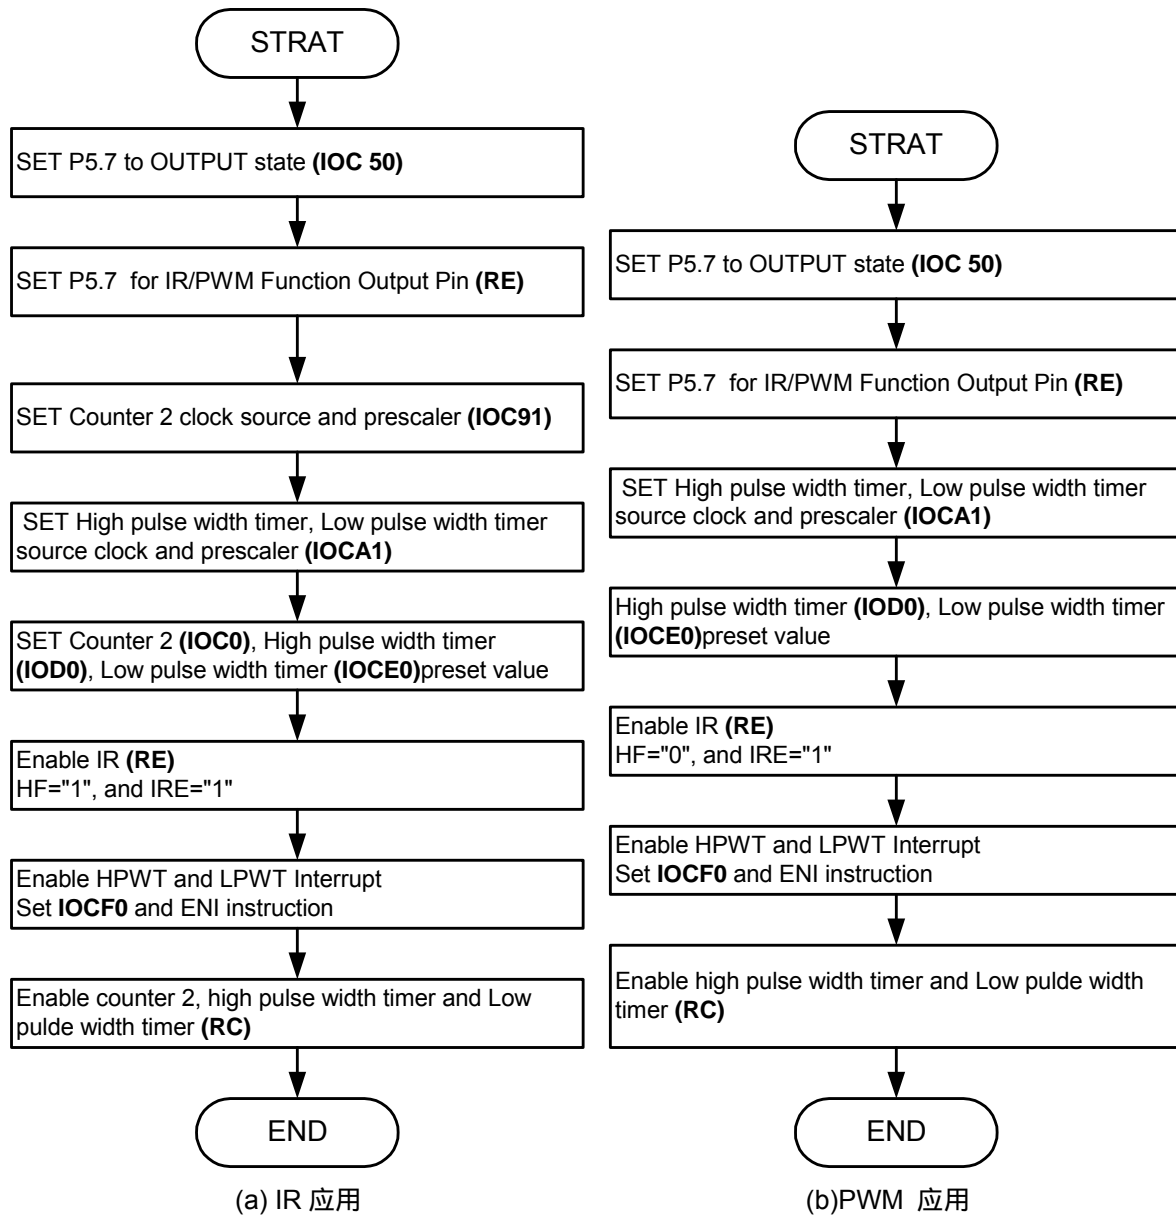 STRAT
SET P5.7 to OUTPUT state (IOC 50)
SET P5.7 for IR/PWM Function Output Pin (RE)
SET Counter 2 clock source and prescaler (IOC91)
SET High pulse width timer, Low pulse width timer
source clock and prescaler (IOCA1)
SET Counter 2 (IOC0), High pulse width timer
(IOD0), Low pulse width timer (IOCE0)preset value
Enable IR (RE)
HF="1", and IRE="1"
Enable HPWT and LPWT Interrupt
Set IOCF0 and ENI instruction
Enable counter 2, high pulse width timer and Low
pulde width timer (RC)
END
(a) IR 应用
STRAT
SET P5.7 to OUTPUT state (IOC 50)
SET P5.7 for IR/PWM Function Output Pin (RE)
SET High pulse width timer, Low pulse width timer
source clock and prescaler (IOCA1)
High pulse width timer (IOD0), Low pulse width timer
(IOCE0)preset value
Enable IR (RE)
HF="0", and IRE="1"
Enable HPWT and LPWT Interrupt
Set IOCF0 and ENI instruction
Enable high pulse width timer and Low pulde width
timer (RC)
END
(b)PWM 应用